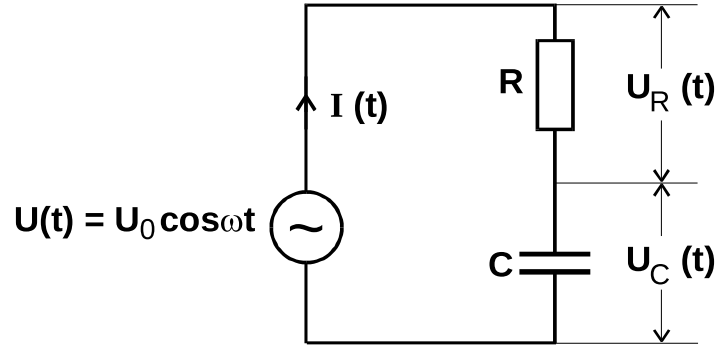 R
U_R (t)
I (t)
U(t) = U_0 cosωt
~
C
U_C (t)